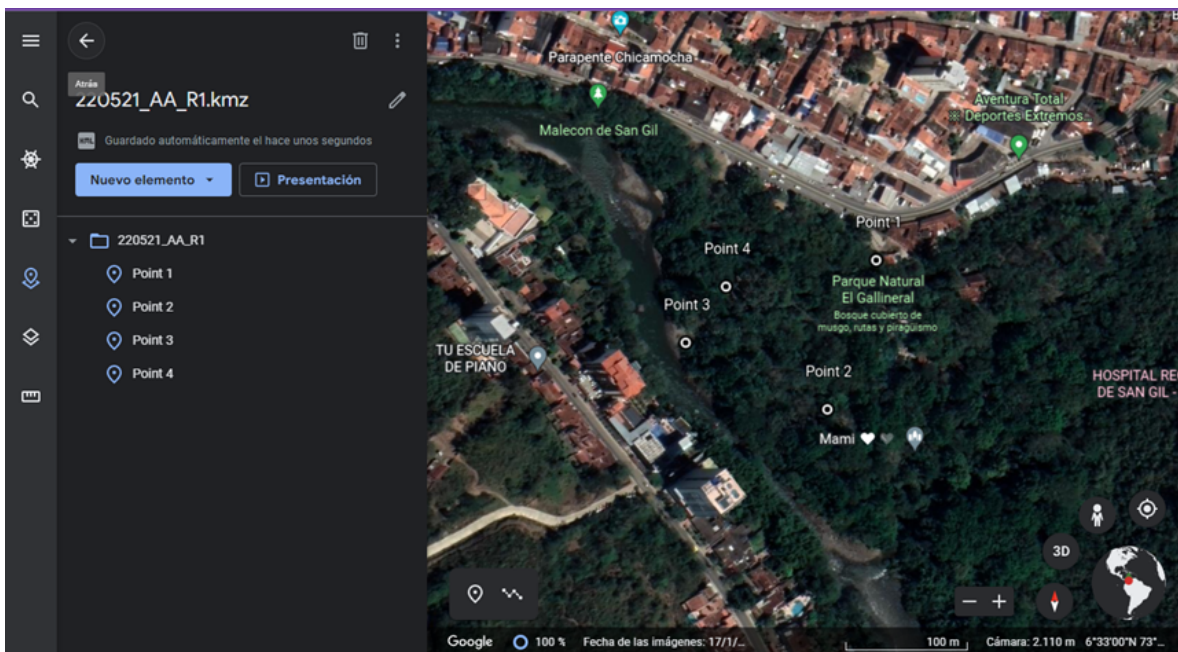 Atrás
220521_AA_R1.kmz
KML Guardado automáticamente el hace unos segundos
Nuevo elemento
Presentación
220521_AA_R1
Point 1
Point 2
Point 3
Point 4
Parapente Chicamocha
Malecon de San Gil
Aventura Total
Deportes Extremos
Point 1
Point 4
Parque Natural
El Gallineral
Bosque cubierto de
musgo, rutas y piragüismo
Point 3
TU ESCUELA
DE PIANO
Point 2
HOSPITAL RE
DE SAN GIL -
Mami
3D
Google
100 %
Fecha de las imágenes: 17/1/...
100 m
Cámara: 2.110 m
6°33'00"N 73°...